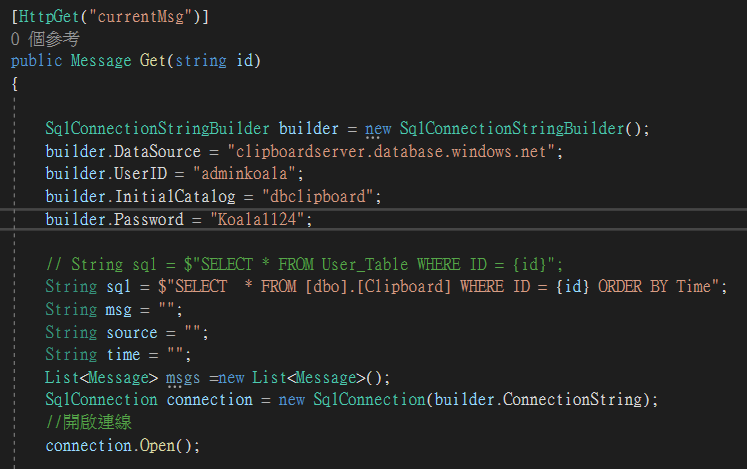 [HttpGet("currentMsg")]
0 個參考
public Message Get(string id)
{
SqlConnectionStringBuilder builder = new SqlConnectionStringBuilder();
builder.DataSource = "clipboardserver.database.windows.net";
builder.UserID = "adminkoala";
builder.InitialCatalog = "dbclipboard";
builder.Password = "Koala1124";
// String sql = $"SELECT * FROM User_Table WHERE ID = {id}";
String sql = $"SELECT  * FROM [dbo].[Clipboard] WHERE ID = {id} ORDER BY Time";
String msg = "";
String source = "";
String time = "";
List<Message> msgs =new List<Message>();
SqlConnection connection = new SqlConnection(builder.ConnectionString);
//開啟連線
connection.Open();